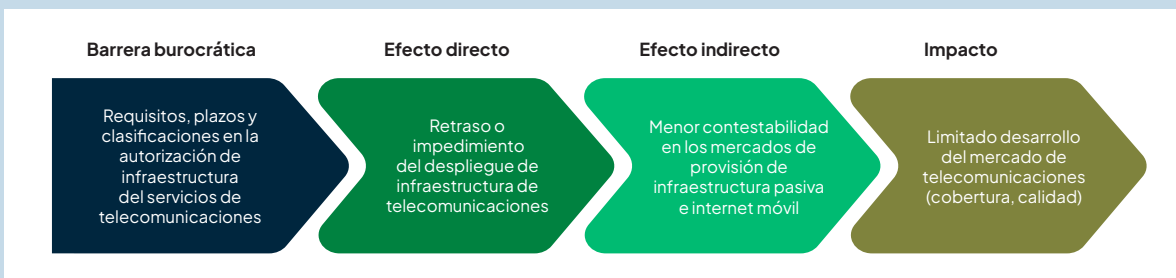 Barrera burocrática
Efecto directo
Efecto indirecto
Impacto
Requisitos, plazos y
clasificaciones en la
autorización de
infraestructura
del servicios de
telecomunicaciones
Retraso o
impedimento
del despliegue de
infraestructura de
telecomunicaciones
Menor contestabilidad
en los mercados de
provisión de
infraestructura pasiva
e internet móvil
Limitado desarrollo
del mercado de
telecomunicaciones
(cobertura, calidad)